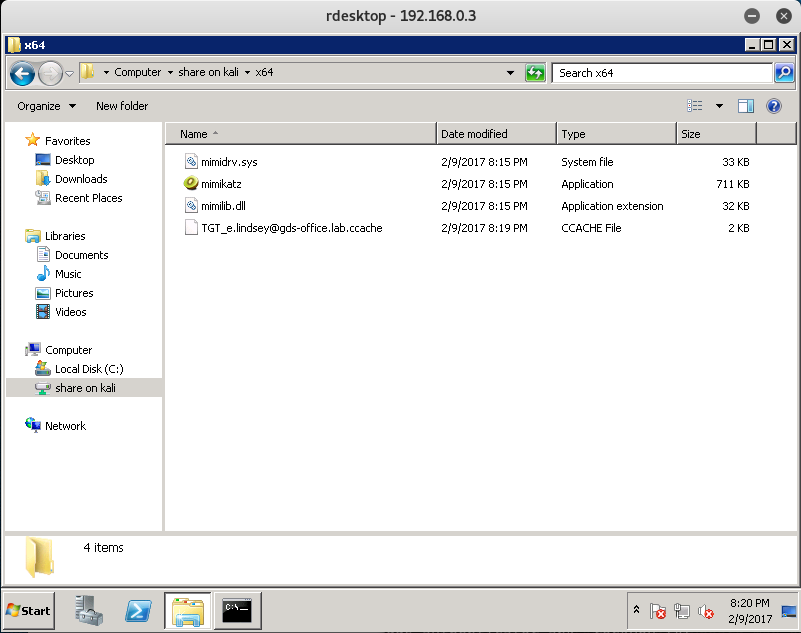 rdesktop - 192.168.0.3
x64
Computer share on kali x64
Search x64
Organize New folder
Name Date modified Type Size
Favorites
Desktop
Downloads
Recent Places
Libraries
Documents
Music
Pictures
Videos
Computer
Local Disk (C:)
share on kali
Network
mimidrv.sys 2/9/2017 8:15 PM System file 33 KB
mimikatz 2/9/2017 8:15 PM Application 711 KB
mimilib.dll 2/9/2017 8:15 PM Application extension 32 KB
TGT_e.lindsey@gds-office.lab.ccache 2/9/2017 8:19 PM CCACHE File 2 KB
4 items
Start
C:\
8:20 PM
2/9/2017